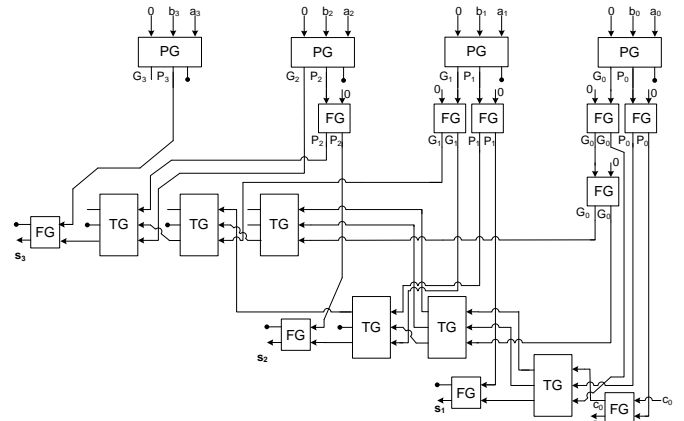 0 b3 a3 0 b2 a2 0 b1 a1 0 b0 a0
PG PG PG PG
G3 P3 G2 P2 G1 P1 G0 P0
0 0 0 0 0
FG FG FG FG FG
P2 P2 G1 G1 P1 P1 G0 G0 P0 P0
0
FG
G0 G0
TG TG TG
FG
s3
TG TG
FG
s2
TG
FG
s1
c0 FG c0